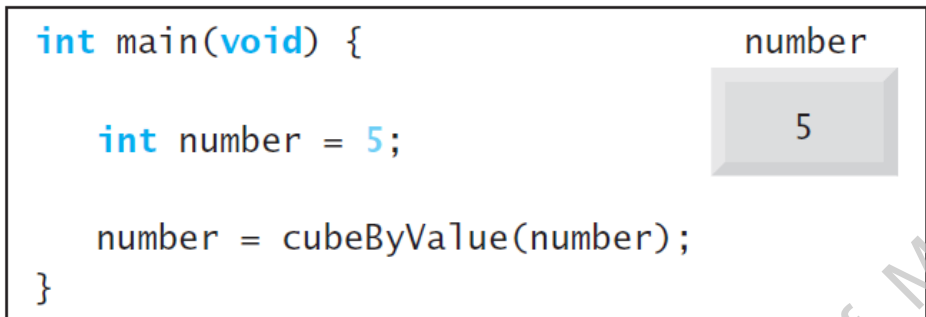 int main(void) {
number
int number = 5;
5
number = cubeByValue(number);
}
f M